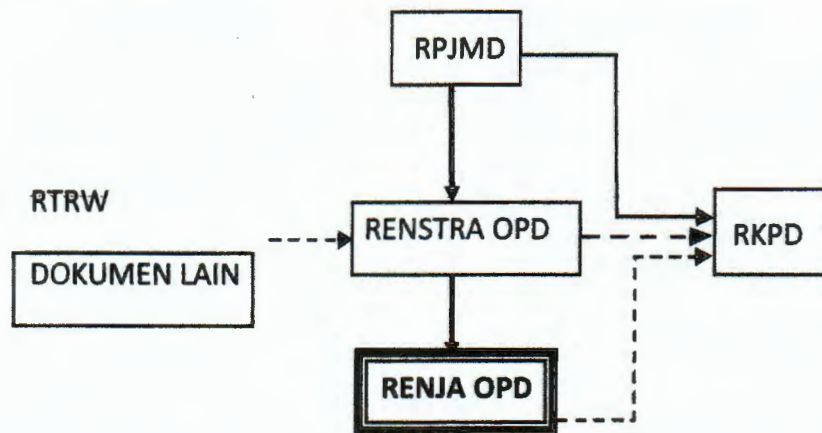 RPJMD
RTRW
RENSTRA OPD
RKPD
DOKUMEN LAIN
RENJA OPD